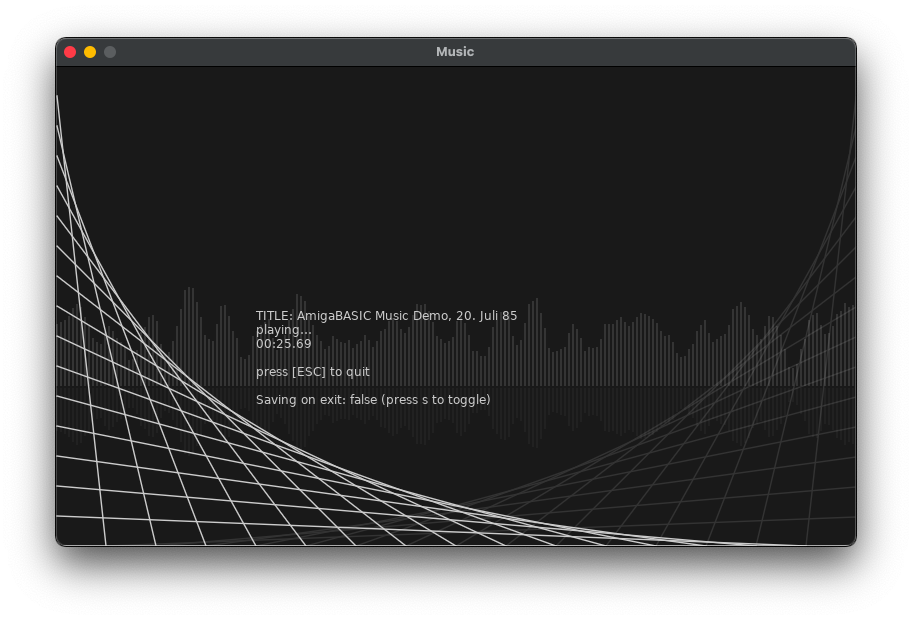 Music
TITLE: AmigaBASIC Music Demo, 20. Juli 85
playing...
00:25.69
press [ESC] to quit
Saving on exit: false (press s to toggle)